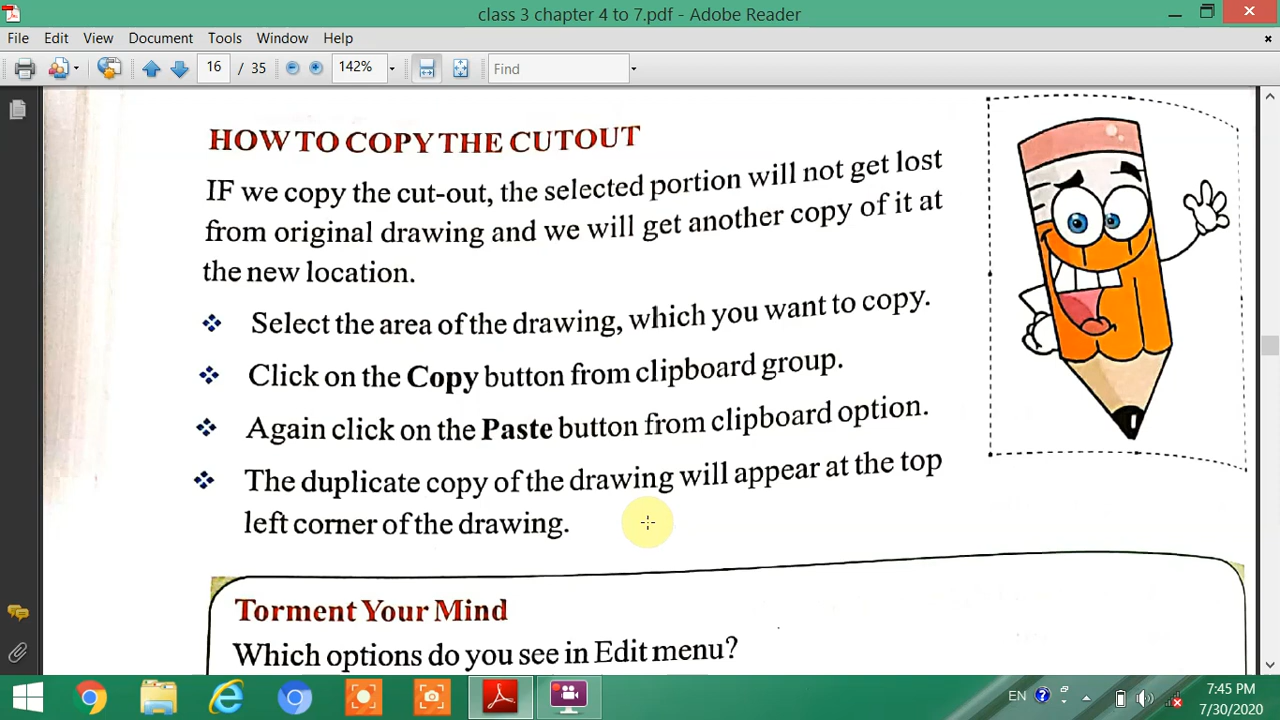 class 3 chapter 4 to 7.pdf - Adobe Reader
File Edit View Document Tools Window Help
16 / 35 142% Find
HOW TO COPY THE CUTOUT
IF we copy the cut-out, the selected portion will not get lost
from original drawing and we will get another copy of it at
the new location.
Select the area of the drawing, which you want to copy.
Click on the Copy button from clipboard group.
Again click on the Paste button from clipboard option.
The duplicate copy of the drawing will appear at the top
left corner of the drawing.
Torment Your Mind
Which options do you see in Edit menu?
EN 7:45 PM
7/30/2020